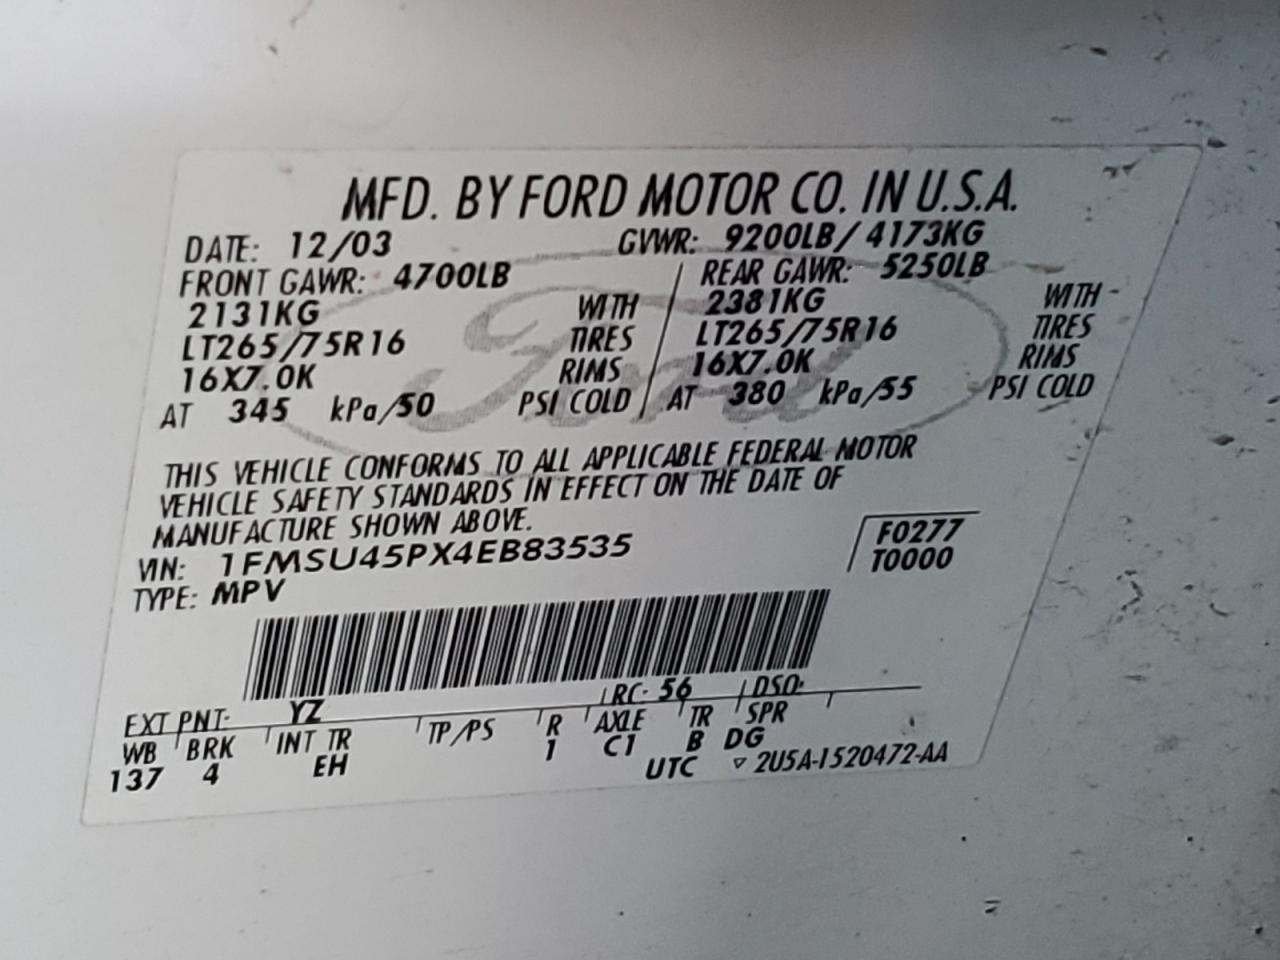 MFD. BY FORD MOTOR CO. IN U.S.A.
DATE: 12/03 GVWR: 9200LB/ 4173KG
FRONT GAWR: 4700LB REAR GAWR: 5250LB
2131KG WITH 2381KG WITH
LT265/75R16 TIRES LT265/75R16 TIRES
16X7.0K RIMS 16X7.0K RIMS
AT 345 kPa/50 PSI COLD AT 380 kPa/55 PSI COLD
Ford
THIS VEHICLE CONFORMS TO ALL APPLICABLE FEDERAL MOTOR
VEHICLE SAFETY STANDARDS IN EFFECT ON THE DATE OF
MANUFACTURE SHOWN ABOVE.
VIN: 1FMSU45PX4EB83535 F0277
TYPE: MPV T0000
EXT PNT: YZ RC: 56 DSO:
WB BRK INT TR TP/PS R AXLE TR SPR
137 4 EH 1 C1 B DG
UTC ▽ 2U5A-1520472-AA